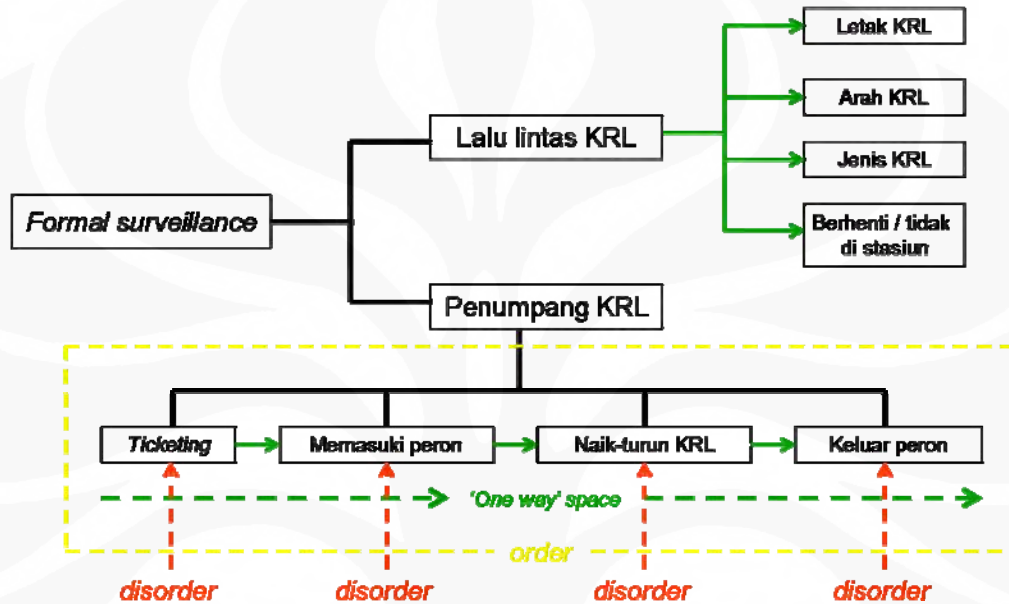 Letak KRL
Arah KRL
Lalu lintas KRL
Jenis KRL
Formal surveillance
Berhenti / tidak
di stasiun
Penumpang KRL
Ticketing
Memasuki peron
Naik-turun KRL
Keluar peron
'One way' space
order
disorder
disorder
disorder
disorder